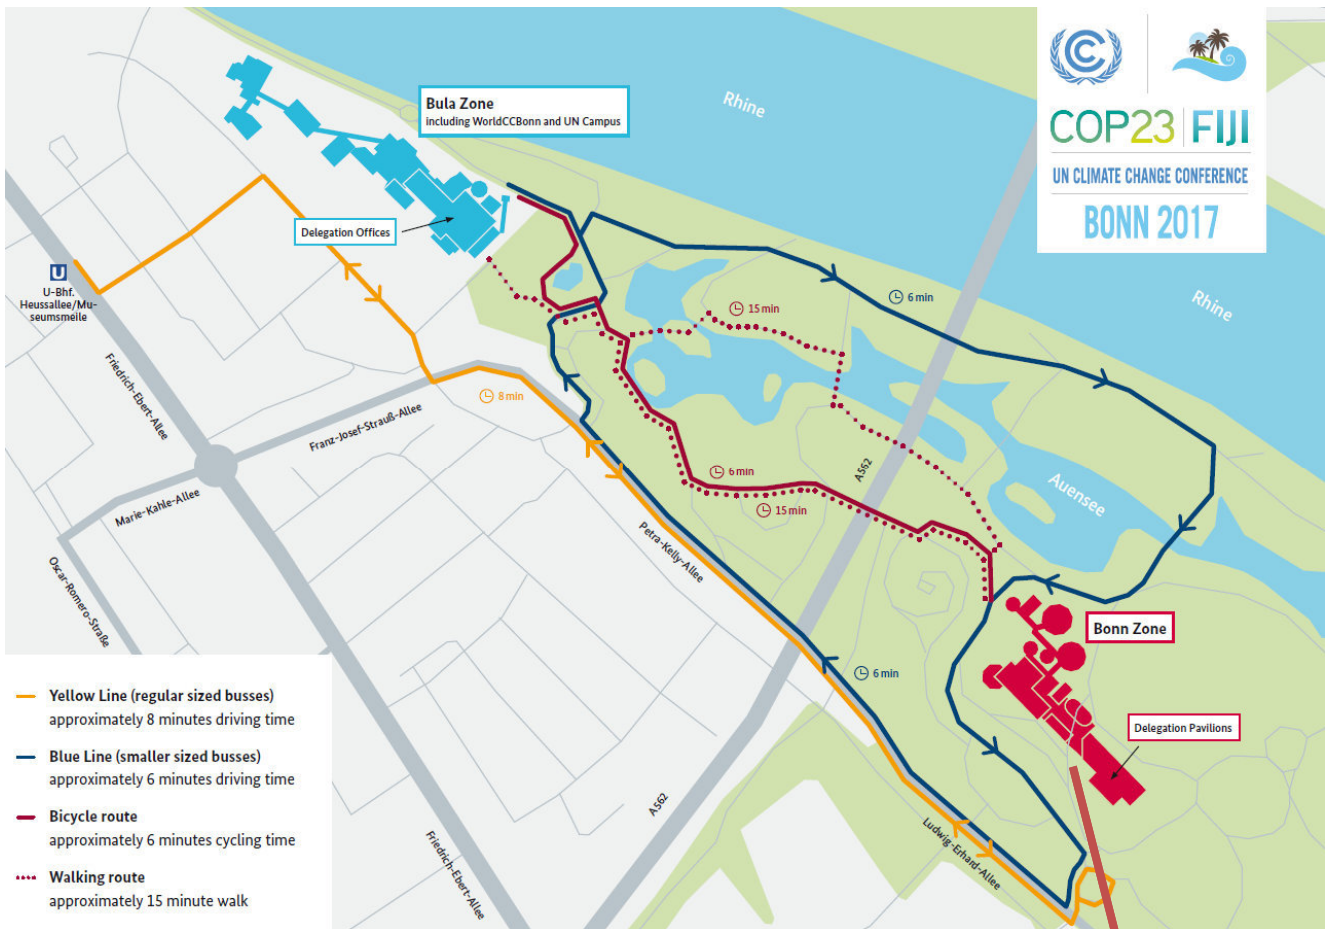 COP23 FIJI
UN CLIMATE CHANGE CONFERENCE
BONN 2017
Rhine
Rhine
Bula Zone
including WorldCCBonn and UN Campus
Delegation Offices
U
U-Bhf.
Heussallee/Mu-
seumsmeile
6 min
15 min
Friedrich-Ebert-Allee
8 min
Franz-Josef-Strauß-Allee
6 min
A562
Auensee
15 min
Marie-Kahle-Allee
Petra-Kelly-Allee
Oscar-Romero-Straße
Bonn Zone
6 min
Delegation Pavilions
A562
Ludwig-Erhard-Allee
Friedrich-Ebert-Allee
Yellow Line (regular sized busses)
approximately 8 minutes driving time
Blue Line (smaller sized busses)
approximately 6 minutes driving time
Bicycle route
approximately 6 minutes cycling time
Walking route
approximately 15 minute walk